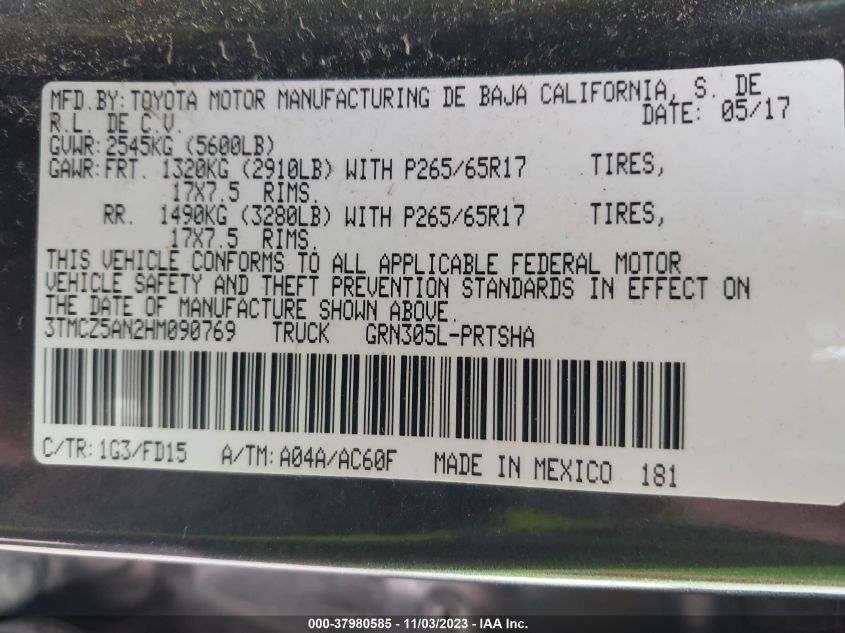 MFD.BY: TOYOTA MOTOR MANUFACTURING DE BAJA CALIFORNIA, S. DE
R.L. DE C.V. DATE: 05/17
GVWR: 2545KG (5600LB)
GAWR: FRT. 1320KG (2910LB) WITH P265/65R17 TIRES,
17X7.5 RIMS.
RR. 1490KG (3280LB) WITH P265/65R17 TIRES,
17X7.5 RIMS.
THIS VEHICLE CONFORMS TO ALL APPLICABLE FEDERAL MOTOR
VEHICLE SAFETY AND THEFT PREVENTION STANDARDS IN EFFECT ON
THE DATE OF MANUFACTURE SHOWN ABOVE.
3TMCZ5AN2HM090769 TRUCK GRN305L-PRTSHA
C/TR: 1G3/FD15 A/TM: A04A/AC60F MADE IN MEXICO 181
000-37980585 - 11/03/2023 - IAA Inc.